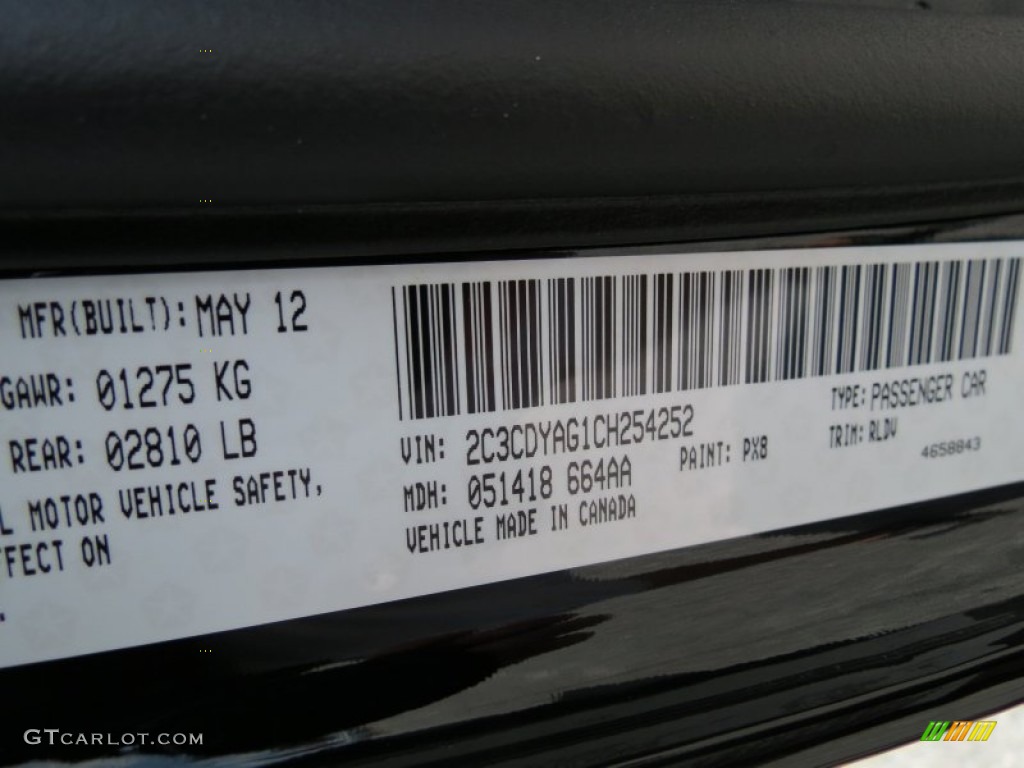 MFR(BUILT): MAY 12
GAWR: 01275 KG
REAR: 02810 LB
L MOTOR VEHICLE SAFETY,
FFECT ON
VIN: 2C3CDYAG1CH254252
TYPE: PASSENGER CAR
MDH: 051418 664AA
PAINT: PX8
TRIM: RLDV
4658843
VEHICLE MADE IN CANADA
GTCARLOT.COM